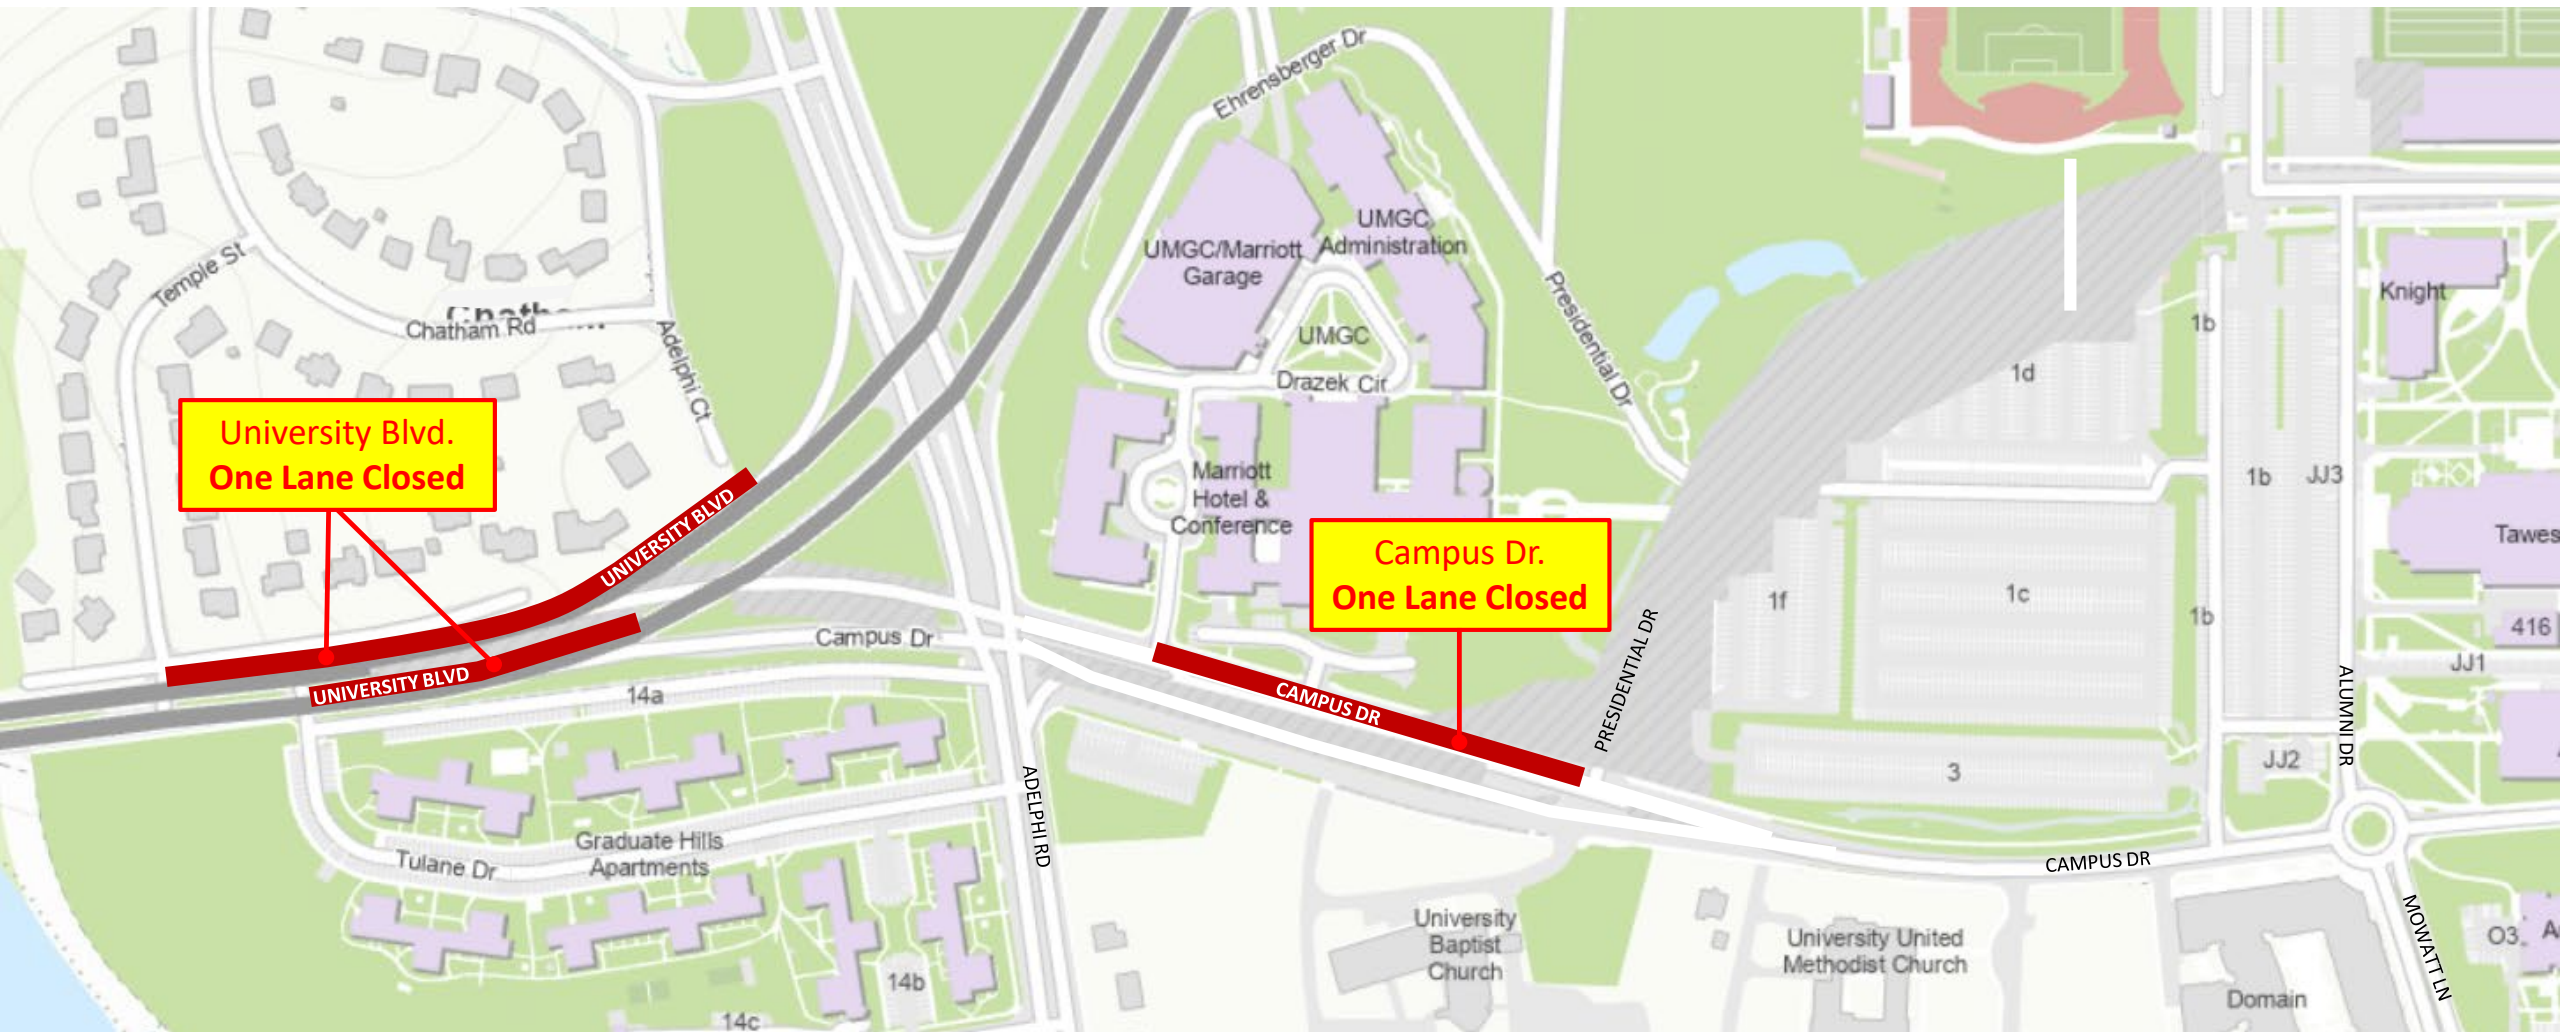 Ehrensberger Dr
UMGC/Marriott
Garage
UMGC
Administration
UMGC
Drazek Cir
Presidential Dr
Temple St
Chatham Rd
Adelphi Ct
University Blvd.
One Lane Closed
UNIVERSITY BLVD
UNIVERSITY BLVD
Marriott
Hotel &
Conference
Campus Dr.
One Lane Closed
CAMPUS DR
Campus Dr
PRESIDENTIAL DR
ADELPHI RD
14a
Graduate Hills
Apartments
Tulane Dr
14b
14c
University
Baptist
Church
University United
Methodist Church
Domain
CAMPUS DR
MOWATT LN
ALUMNI DR
Knight
1b
1d
1b
JJ3
Tawes
1f
1c
1b
416
JJ1
3
JJ2
O3